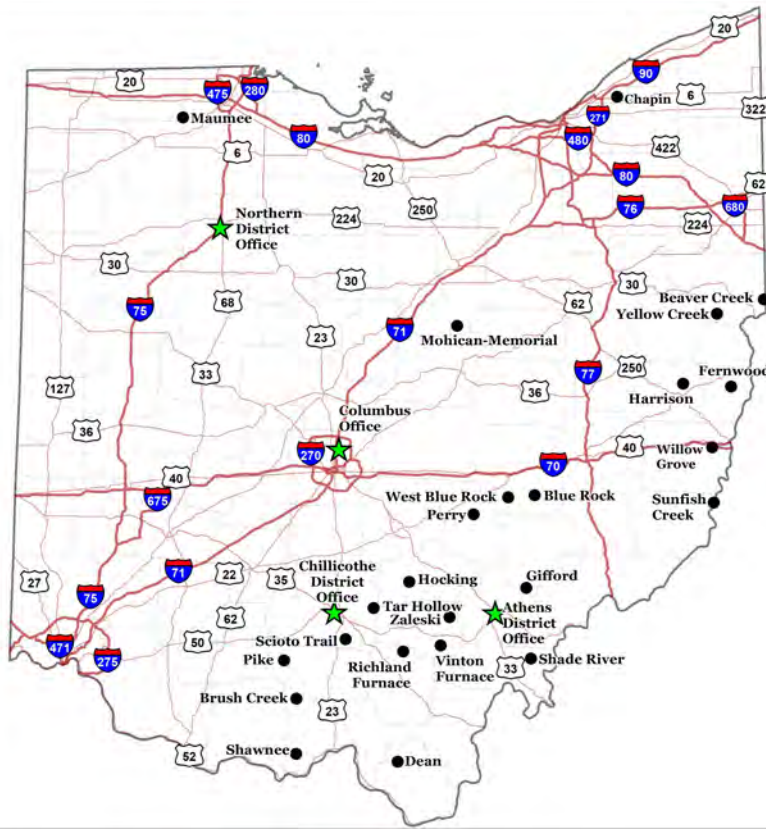 20
90
20
475
280
Chapin
6
322
Maumee
271
80
480
422
6
20
80
62
76
680
Northern
District
Office
224
250
224
30
30
30
Beaver Creek
68
62
Yellow Creek
75
23
71
Mohican-Memorial
33
77
250
Fernwood
127
36
Harrison
36
Columbus
Office
270
40
Willow
Grove
70
40
675
West Blue Rock
Blue Rock
Sunfish
Creek
Perry
Chillicothe
District
Office
71
22
35
Hocking
Gifford
27
75
Tar Hollow
Zaleski
Athens
District
Office
62
50
Scioto Trail
471
275
Pike
Richland
Furnace
Vinton
Furnace
33
Shade River
Brush Creek
23
52
Shawnee
Dean